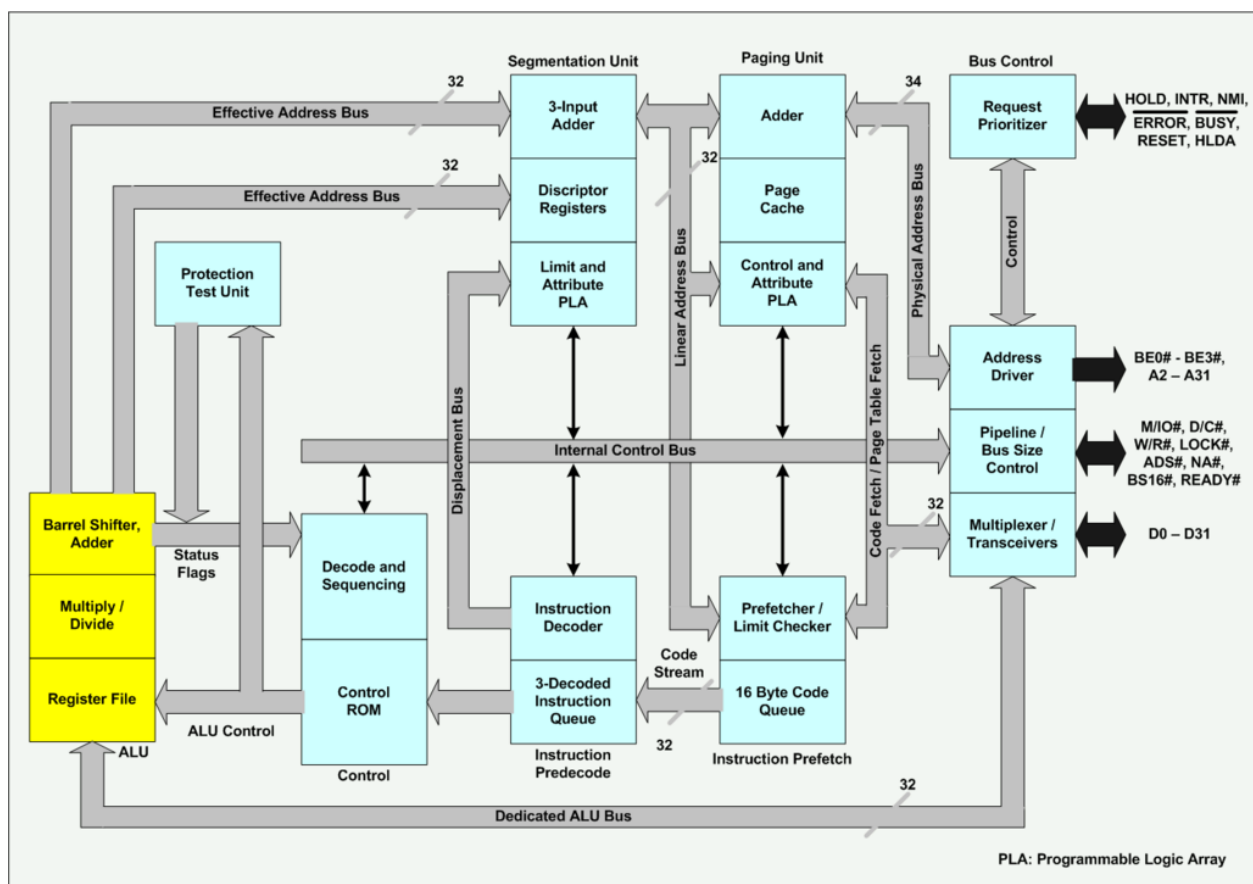 Segmentation Unit
Paging Unit
Bus Control
32
34
Effective Address Bus
3-Input
Adder
Adder
Request
Prioritizer
HOLD, INTR, NMI,
ERROR, BUSY,
RESET, HLDA
32
32
Effective Address Bus
Discriptor
Registers
Page
Cache
Physical Address Bus
Control
Protection
Test Unit
Limit and
Attribute
PLA
Linear Address Bus
Control and
Attribute
PLA
Address
Driver
BE0# - BE3#,
A2 – A31
Displacement Bus
Code Fetch / Page Table Fetch
Internal Control Bus
Pipeline /
Bus Size
Control
M/IO#, D/C#,
W/R#, LOCK#,
ADS#, NA#,
BS16#, READY#
Barrel Shifter,
Adder
Status
Flags
Decode and
Sequencing
32
Multiplexer /
Transceivers
D0 – D31
Multiply /
Divide
Instruction
Decoder
Prefetcher /
Limit Checker
Register File
ALU Control
Control
ROM
3-Decoded
Instruction
Queue
Code
Stream
32
16 Byte Code
Queue
ALU
Control
Instruction
Predecode
Instruction Prefetch
32
Dedicated ALU Bus
PLA: Programmable Logic Array